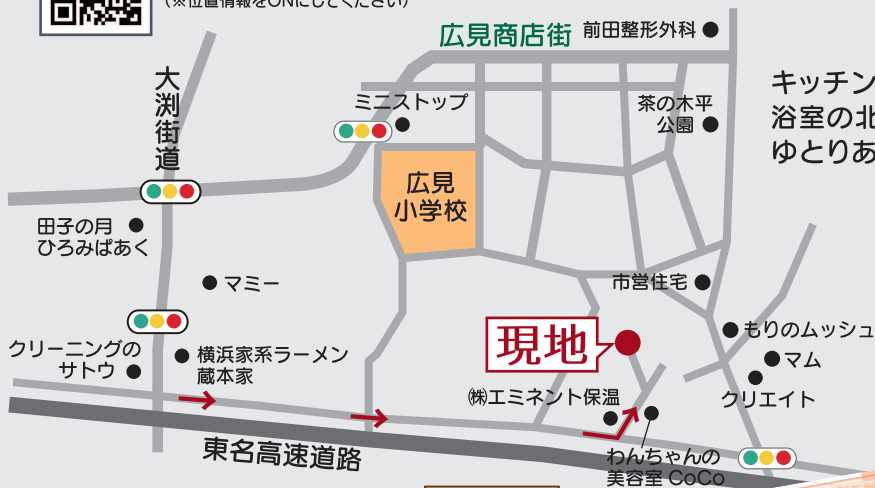 (※位置情報をONにしてください)
広見商店街
前田整形外科
大渕街道
ミニストップ
茶の木平
公園
キッチン
浴室の北
ゆとりあ
広見
小学校
田子の月
ひろみぱあく
マミー
市営住宅
現地
もりのムッシュ
マム
クリエイト
クリーニングの
サトウ
横浜家系ラーメン
蔵本家
㈱エミネント保温
わんちゃんの
美容室 CoCo
東名高速道路